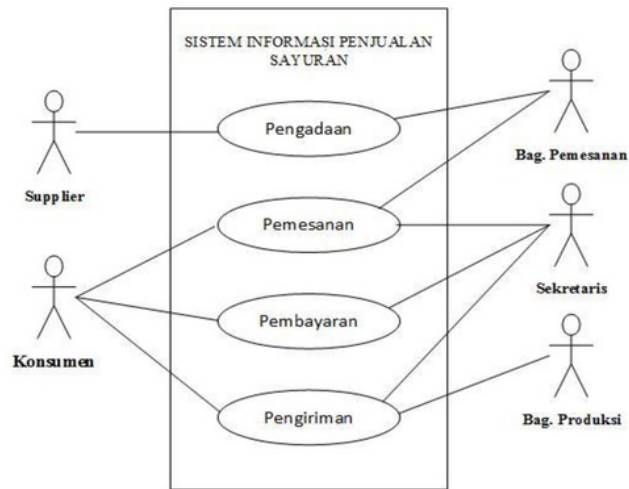 SISTEM INFORMASI PENJUALAN
SAYURAN
Pengadaan
Supplier
Bag. Pemesanan
Pemesanan
Sekretaris
Pembayaran
Konsumen
Pengiriman
Bag. Produksi